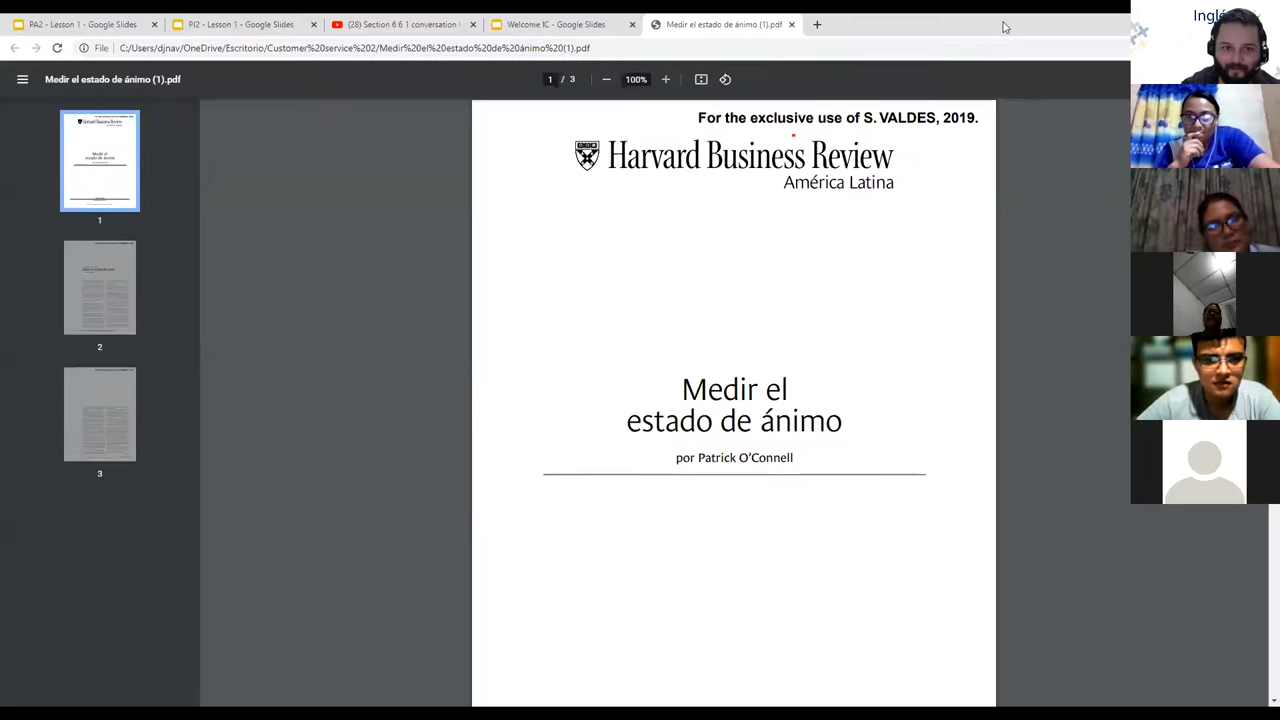 PA2 - Lesson 1 - Google Slides
PI2 - Lesson 1 - Google Slides
(28) Section 6 6 1 conversation
Welcome IC - Google Slides
Medir el estado de ánimo (1).pdf
File
C:/Users/djnav/OneDrive/Escritorio/Customer%20service%202/Medir%20el%20estado%20de%20ánimo%20(1).pdf
Medir el estado de ánimo (1).pdf
1 / 3
100%
1
2
3
For the exclusive use of S. VALDES, 2019.
Harvard Business Review
América Latina
Medir el
estado de ánimo
por Patrick O'Connell